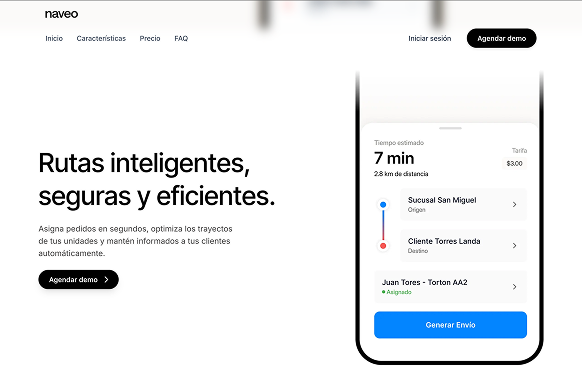 naveo
Inicio Características Precio FAQ
Iniciar sesión
Agendar demo
Rutas inteligentes,
seguras y eficientes.
Asigna pedidos en segundos, optimiza los trayectos
de tus unidades y mantén informados a tus clientes
automáticamente.
Agendar demo
Tiempo estimado
7 min
2.8 km de distancia
Tarifa
$3.00
Sucusal San Miguel
Origen
Cliente Torres Landa
Destino
Juan Tores - Torton AA2
Asignado
Generar Envío